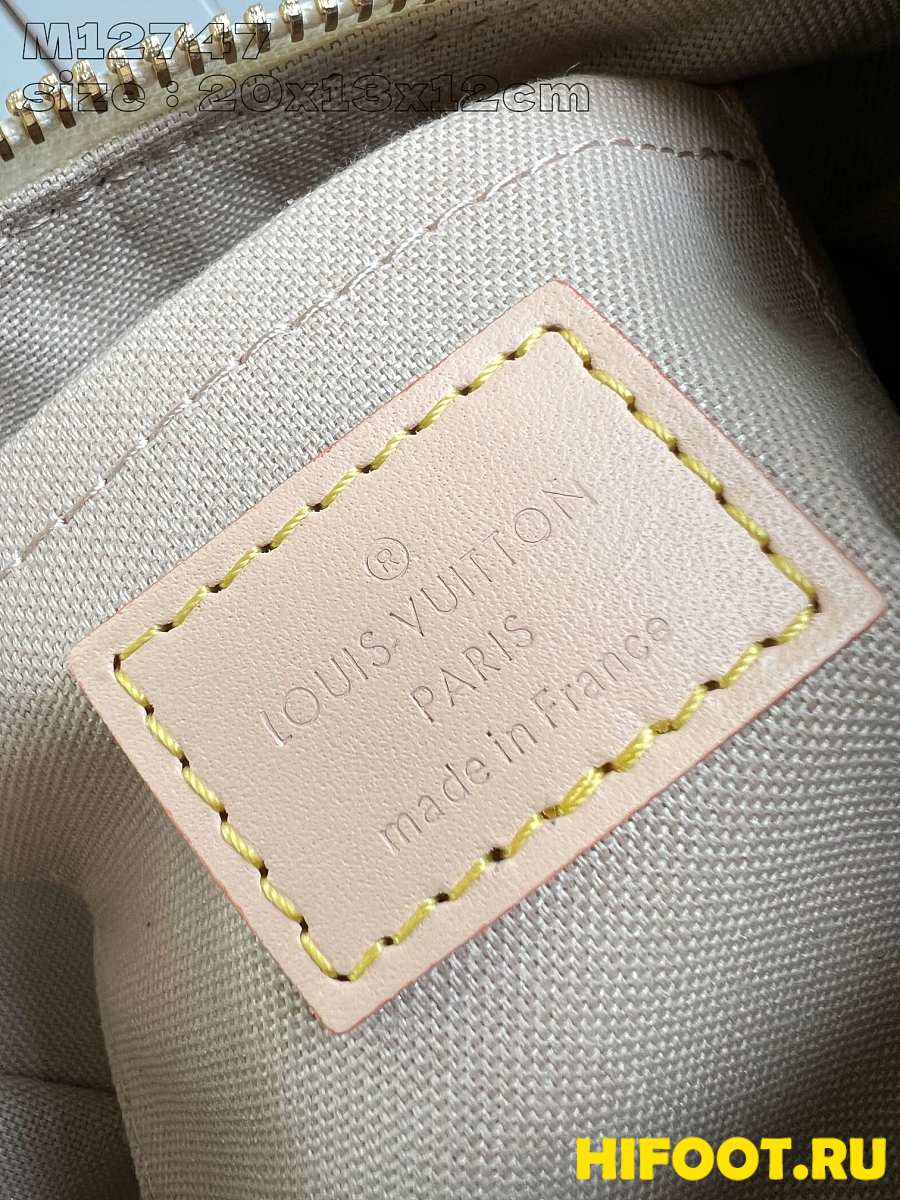 M12747
size : 20x13x12cm
®
LOUIS VUITTON
PARIS
made in France
HIFOOT.RU